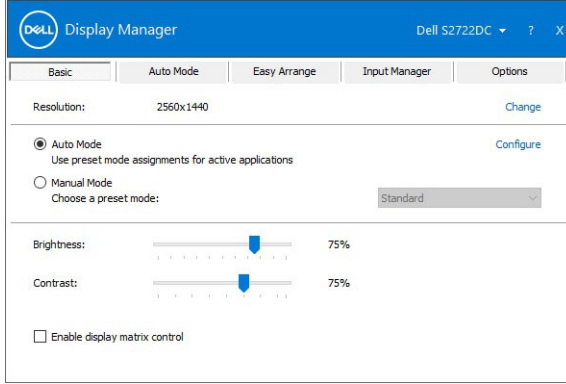 DELL Display Manager Dell S2722DC ? X
Basic Auto Mode Easy Arrange Input Manager Options
Resolution: 2560x1440 Change
Auto Mode Configure
Use preset mode assignments for active applications
Manual Mode
Choose a preset mode: Standard
Brightness: 75%
Contrast: 75%
Enable display matrix control